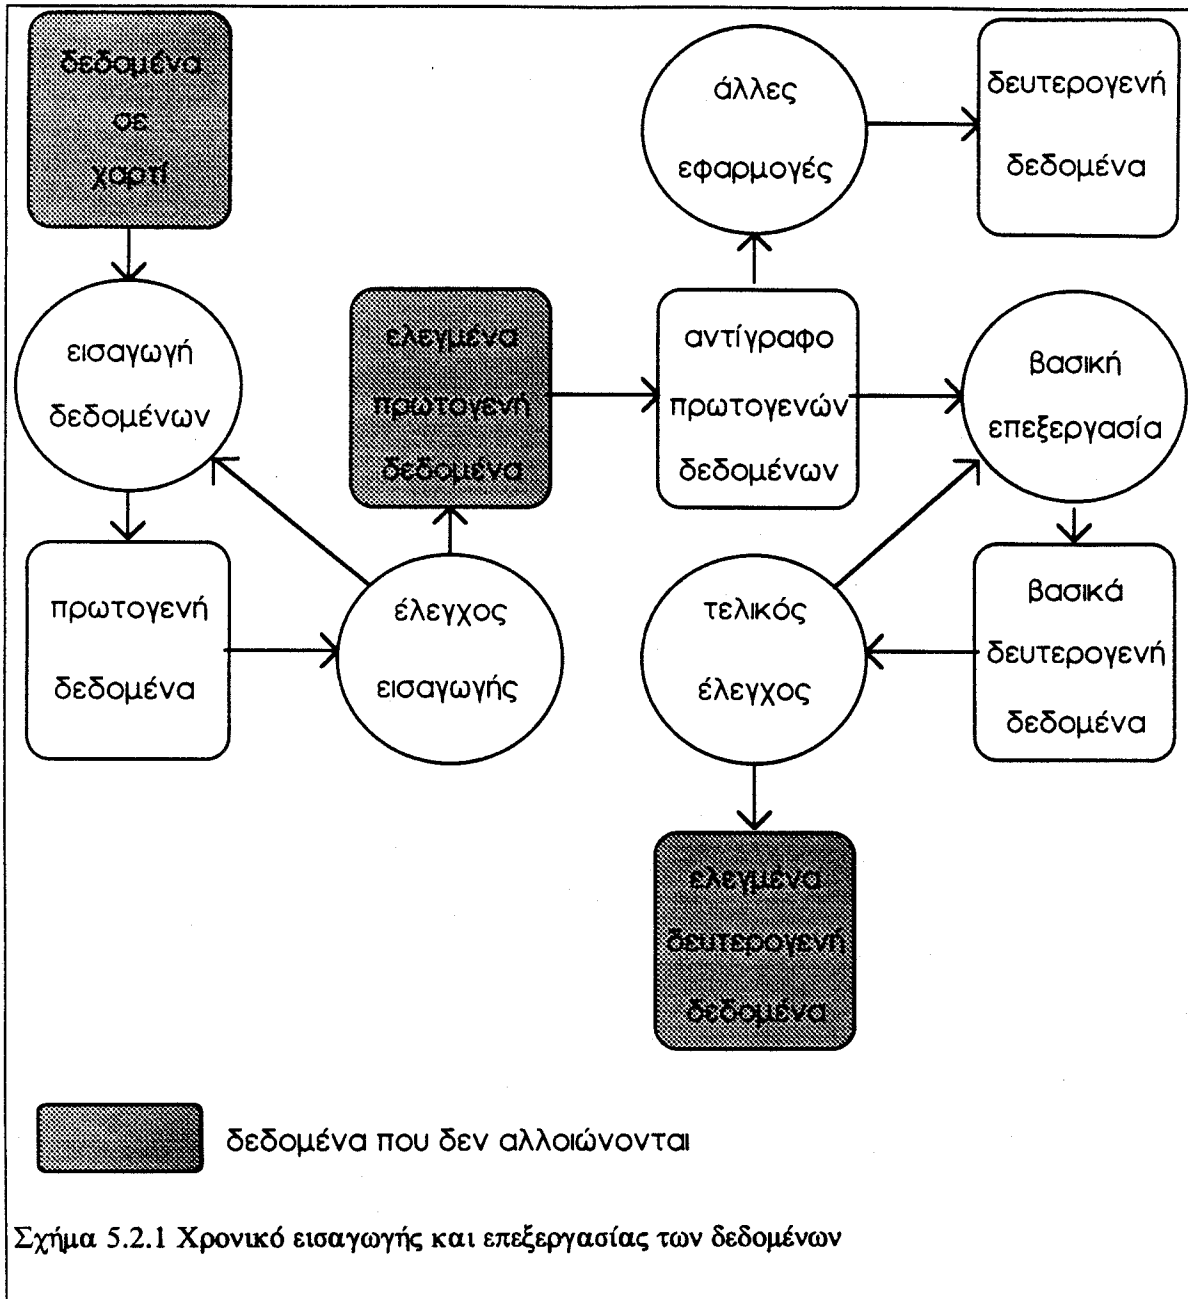 δεδομένα
σε
χαρτί
εισαγωγή
δεδομένων
πρωτογενή
δεδομένα
έλεγχος
εισαγωγής
ελεγμένα
πρωτογενή
δεδομένα
αντίγραφο
πρωτογενών
δεδομένων
άλλες
εφαρμογές
δευτερογενή
δεδομένα
βασική
επεξεργασία
βασικά
δευτερογενή
δεδομένα
τελικός
έλεγχος
ελεγμένα
δευτερογενή
δεδομένα
δεδομένα που δεν αλλοιώνονται
Σχήμα 5.2.1 Χρονικό εισαγωγής και επεξεργασίας των δεδομένων